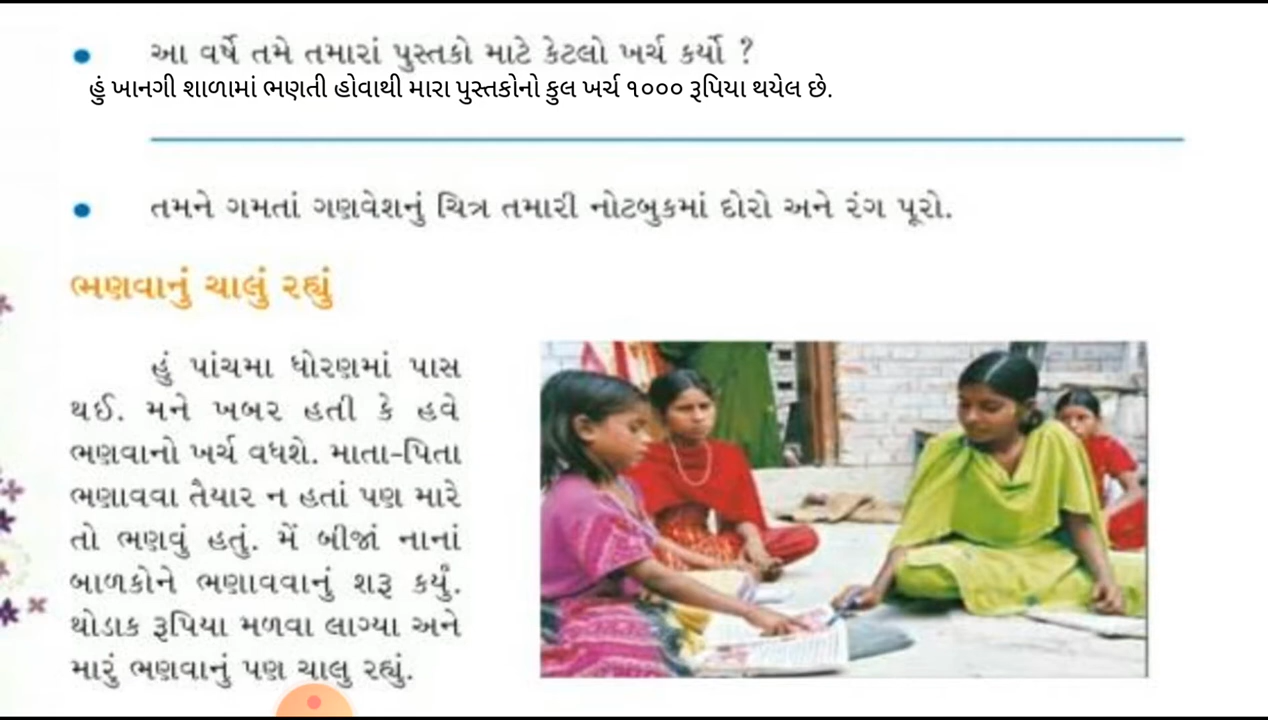 આ વર્ષે તમે તમારાં પુસ્તકો માટે કેટલો ખર્ચ કર્યો ?
હું ખાનગી શાળામાં ભણતી હોવાથી મારા પુસ્તકોનો કુલ ખર્ચ ૧૦૦૦ રૂપિયા થયેલ છે.
તમને ગમતાં ગણવેશનું ચિત્ર તમારી નોટબુકમાં દોરો અને રંગ પૂરો.
ભણવાનું ચાલું રહ્યું
હું પાંચમા ધોરણમાં પાસ
થઈ. મને ખબર હતી કે હવે
ભણવાનો ખર્ચ વધશે. માતા-પિતા
ભણાવવા તૈયાર ન હતાં પણ મારે
તો ભણવું હતું. મેં બીજાં નાનાં
બાળકોને ભણાવવાનું શરૂ કર્યું.
થોડાક રૂપિયા મળવા લાગ્યા અને
મારું ભણવાનું પણ ચાલુ રહ્યું.